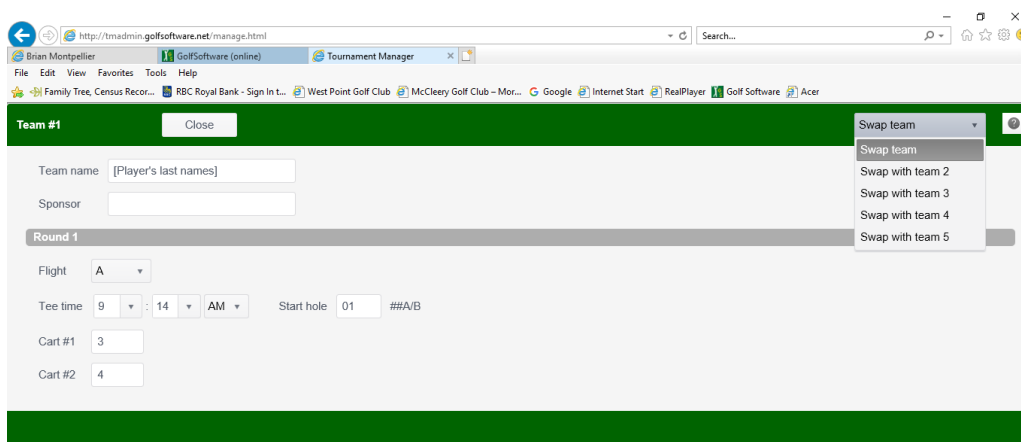 http://tmadmin.golfsoftware.net/manage.html Search...
Brian Montpellier GolfSoftware (online) Tournament Manager
File Edit View Favorites Tools Help
Family Tree, Census Recor... RBC Royal Bank - Sign In t... West Point Golf Club McCleery Golf Club – Mor... Google Internet Start RealPlayer Golf Software Acer
Team #1 Close Swap team
Swap team
Swap with team 2
Swap with team 3
Swap with team 4
Swap with team 5
Team name [Player's last names]
Sponsor
Round 1
Flight A
Tee time 9 : 14 AM Start hole 01 ##A/B
Cart #1 3
Cart #2 4